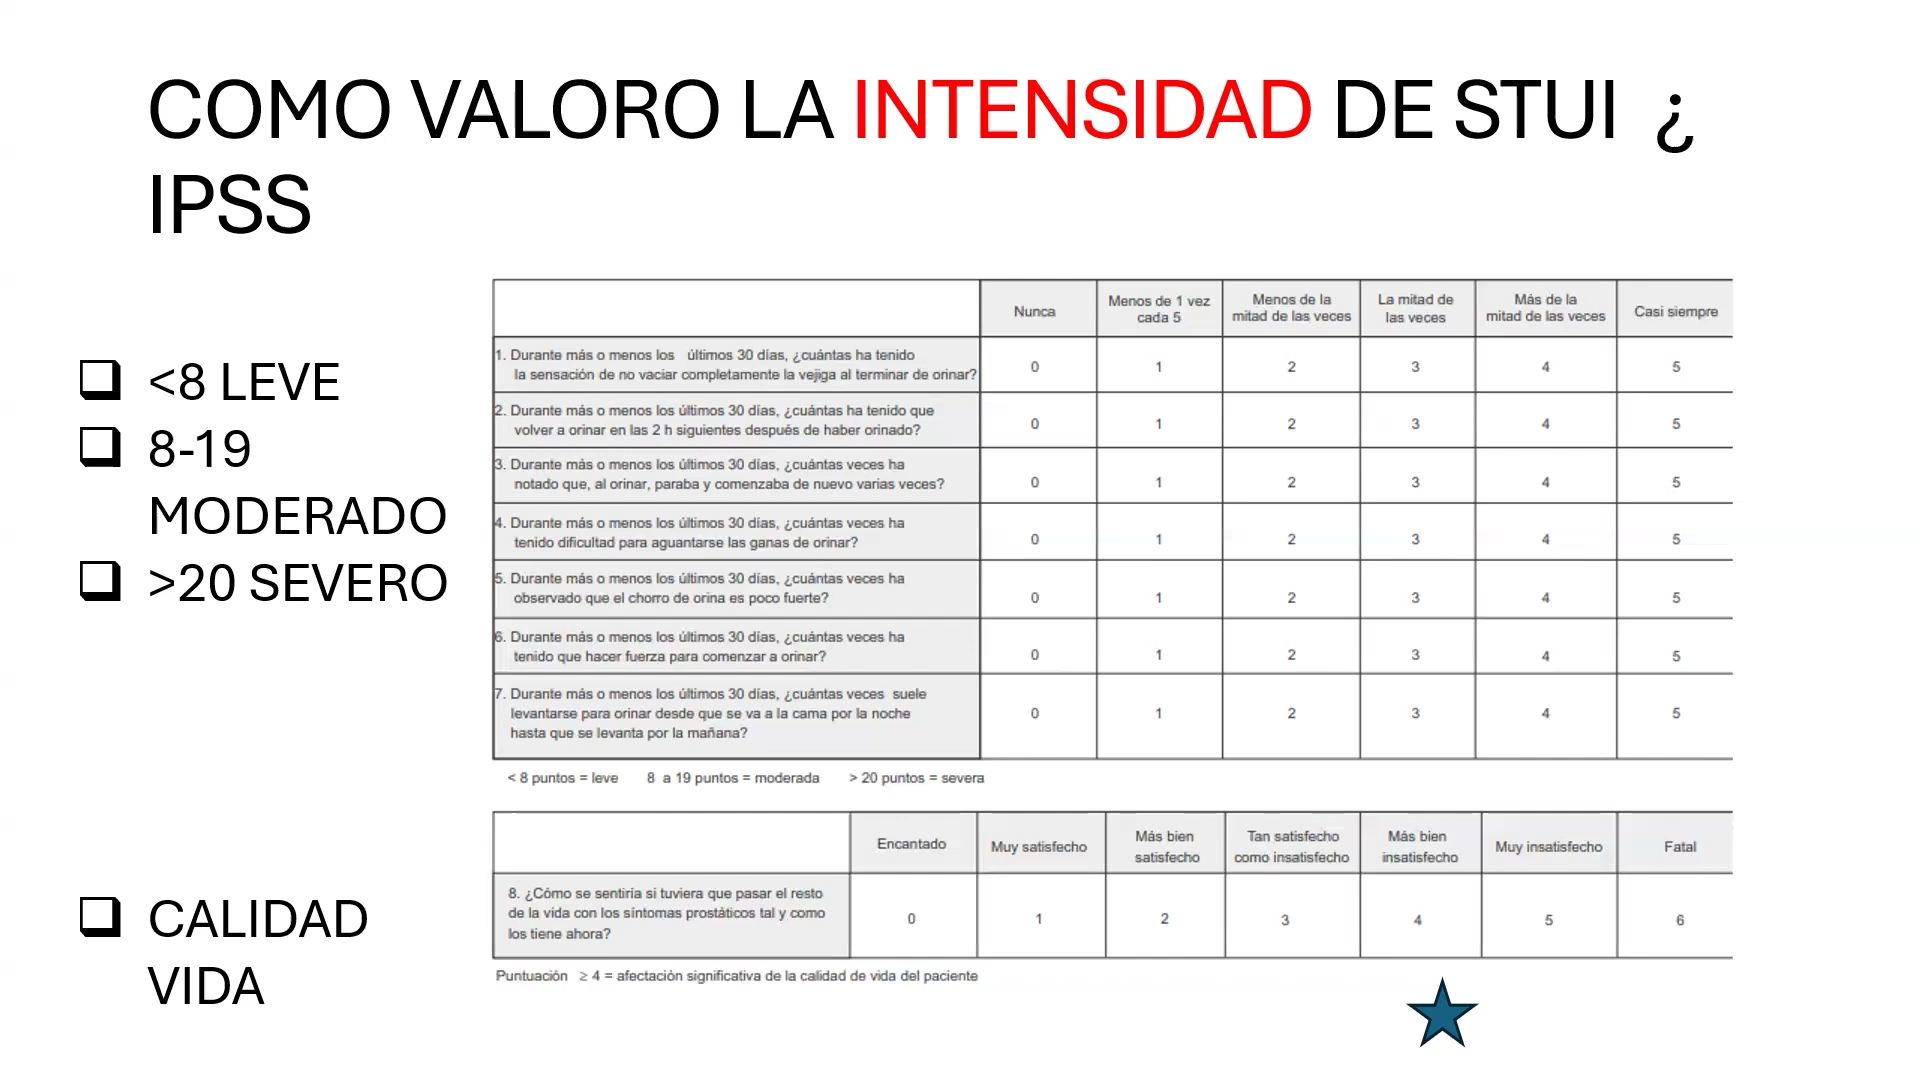 COMO VALORO LA INTENSIDAD DE STUI ¿
IPSS
<8 LEVE
8-19
MODERADO
>20 SEVERO
CALIDAD
VIDA
Nunca
Menos de 1 vez
cada 5
Menos de la
mitad de las veces
La mitad de
las veces
Más de la
mitad de las veces
Casi siempre
1. Durante más o menos los últimos 30 días, ¿cuántas ha tenido
la sensación de no vaciar completamente la vejiga al terminar de orinar?
0 1 2 3 4 5
2. Durante más o menos los últimos 30 días, ¿cuántas ha tenido que
volver a orinar en las 2 h siguientes después de haber orinado?
0 1 2 3 4 5
3. Durante más o menos los últimos 30 días, ¿cuántas veces ha
notado que, al orinar, paraba y comenzaba de nuevo varias veces?
0 1 2 3 4 5
4. Durante más o menos los últimos 30 días, ¿cuántas veces ha
tenido dificultad para aguantarse las ganas de orinar?
0 1 2 3 4 5
5. Durante más o menos los últimos 30 días, ¿cuántas veces ha
observado que el chorro de orina es poco fuerte?
0 1 2 3 4 5
6. Durante más o menos los últimos 30 días, ¿cuántas veces ha
tenido que hacer fuerza para comenzar a orinar?
0 1 2 3 4 5
7. Durante más o menos los últimos 30 días, ¿cuántas veces suele
levantarse para orinar desde que se va a la cama por la noche
hasta que se levanta por la mañana?
0 1 2 3 4 5
< 8 puntos = leve 8 a 19 puntos = moderada > 20 puntos = severa
Encantado
Muy satisfecho
Más bien
satisfecho
Tan satisfecho
como insatisfecho
Más bien
insatisfecho
Muy insatisfecho
Fatal
8. ¿Cómo se sentiría si tuviera que pasar el resto
de la vida con los síntomas prostáticos tal y como
los tiene ahora?
0 1 2 3 4 5 6
Puntuación ≥ 4 = afectación significativa de la calidad de vida del paciente